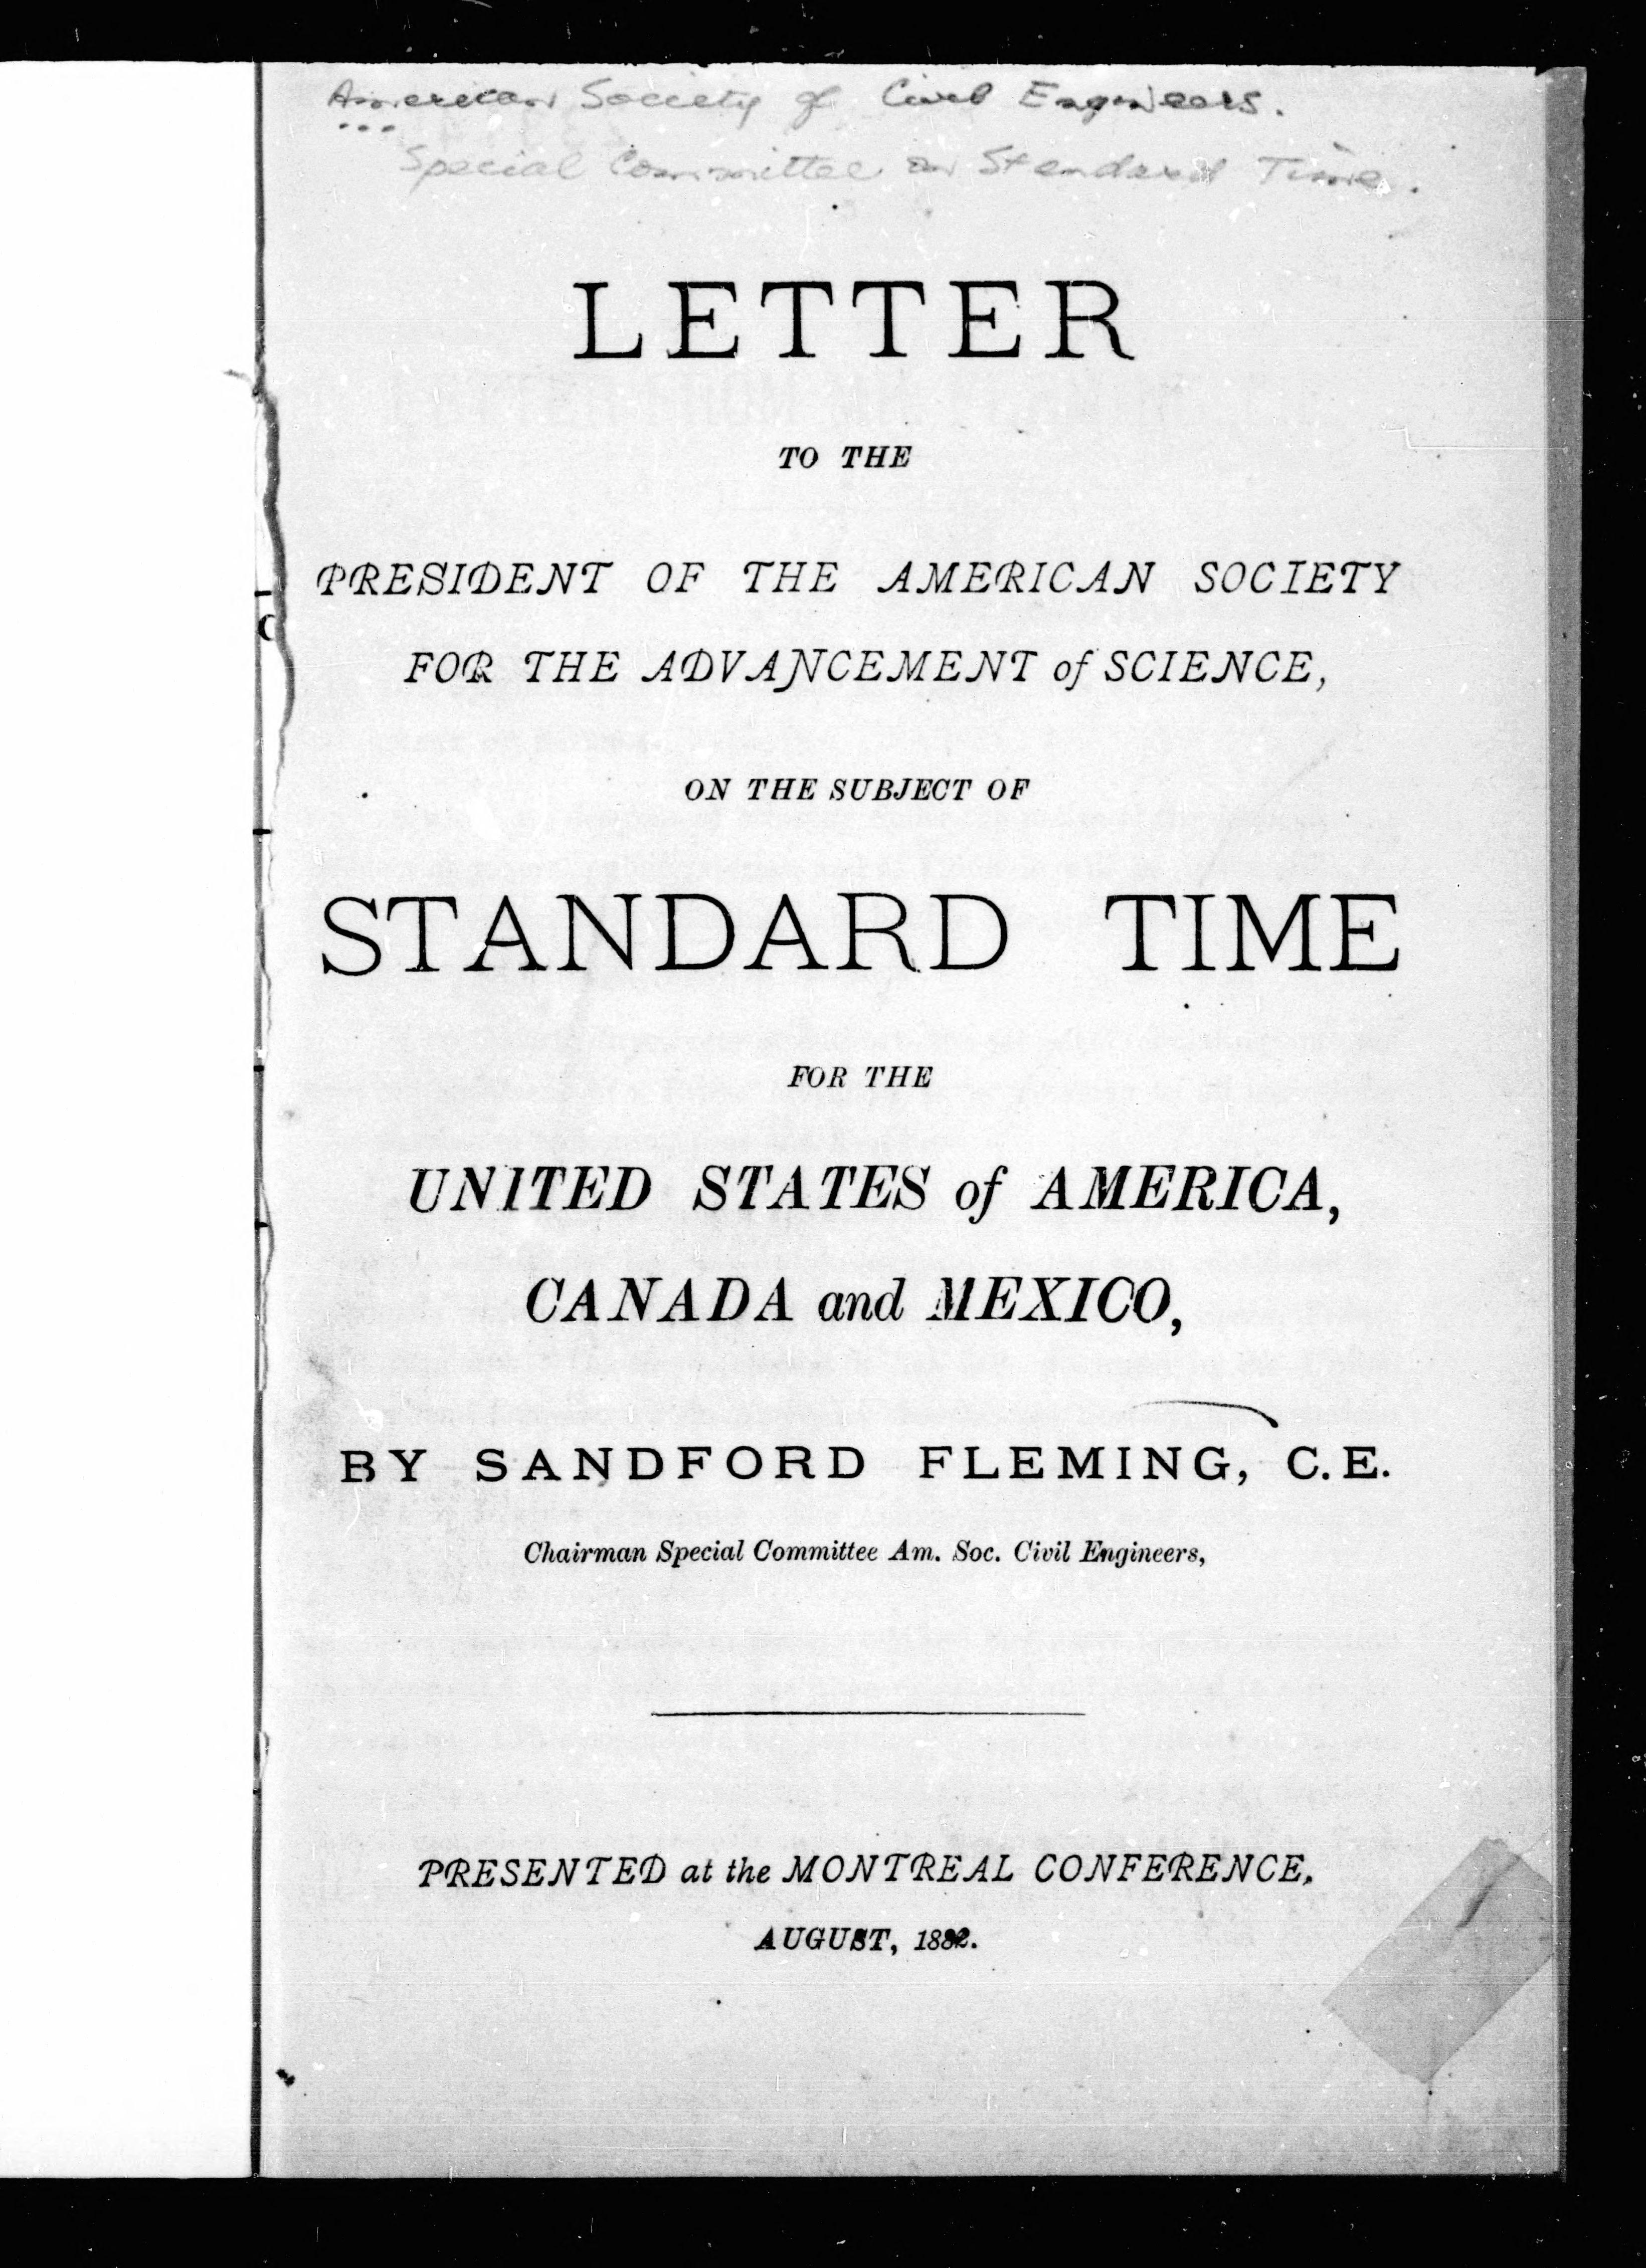 American Society of Civil Engineers.
Special Committee on Standard Time.
LETTER
TO THE
PRESIDENT OF THE AMERICAN SOCIETY
FOR THE ADVANCEMENT of SCIENCE,
ON THE SUBJECT OF
STANDARD TIME
FOR THE
UNITED STATES of AMERICA,
CANADA and MEXICO,
BY SANDFORD FLEMING, C.E.
Chairman Special Committee Am. Soc. Civil Engineers,
PRESENTED at the MONTREAL CONFERENCE,
AUGUST, 1882.